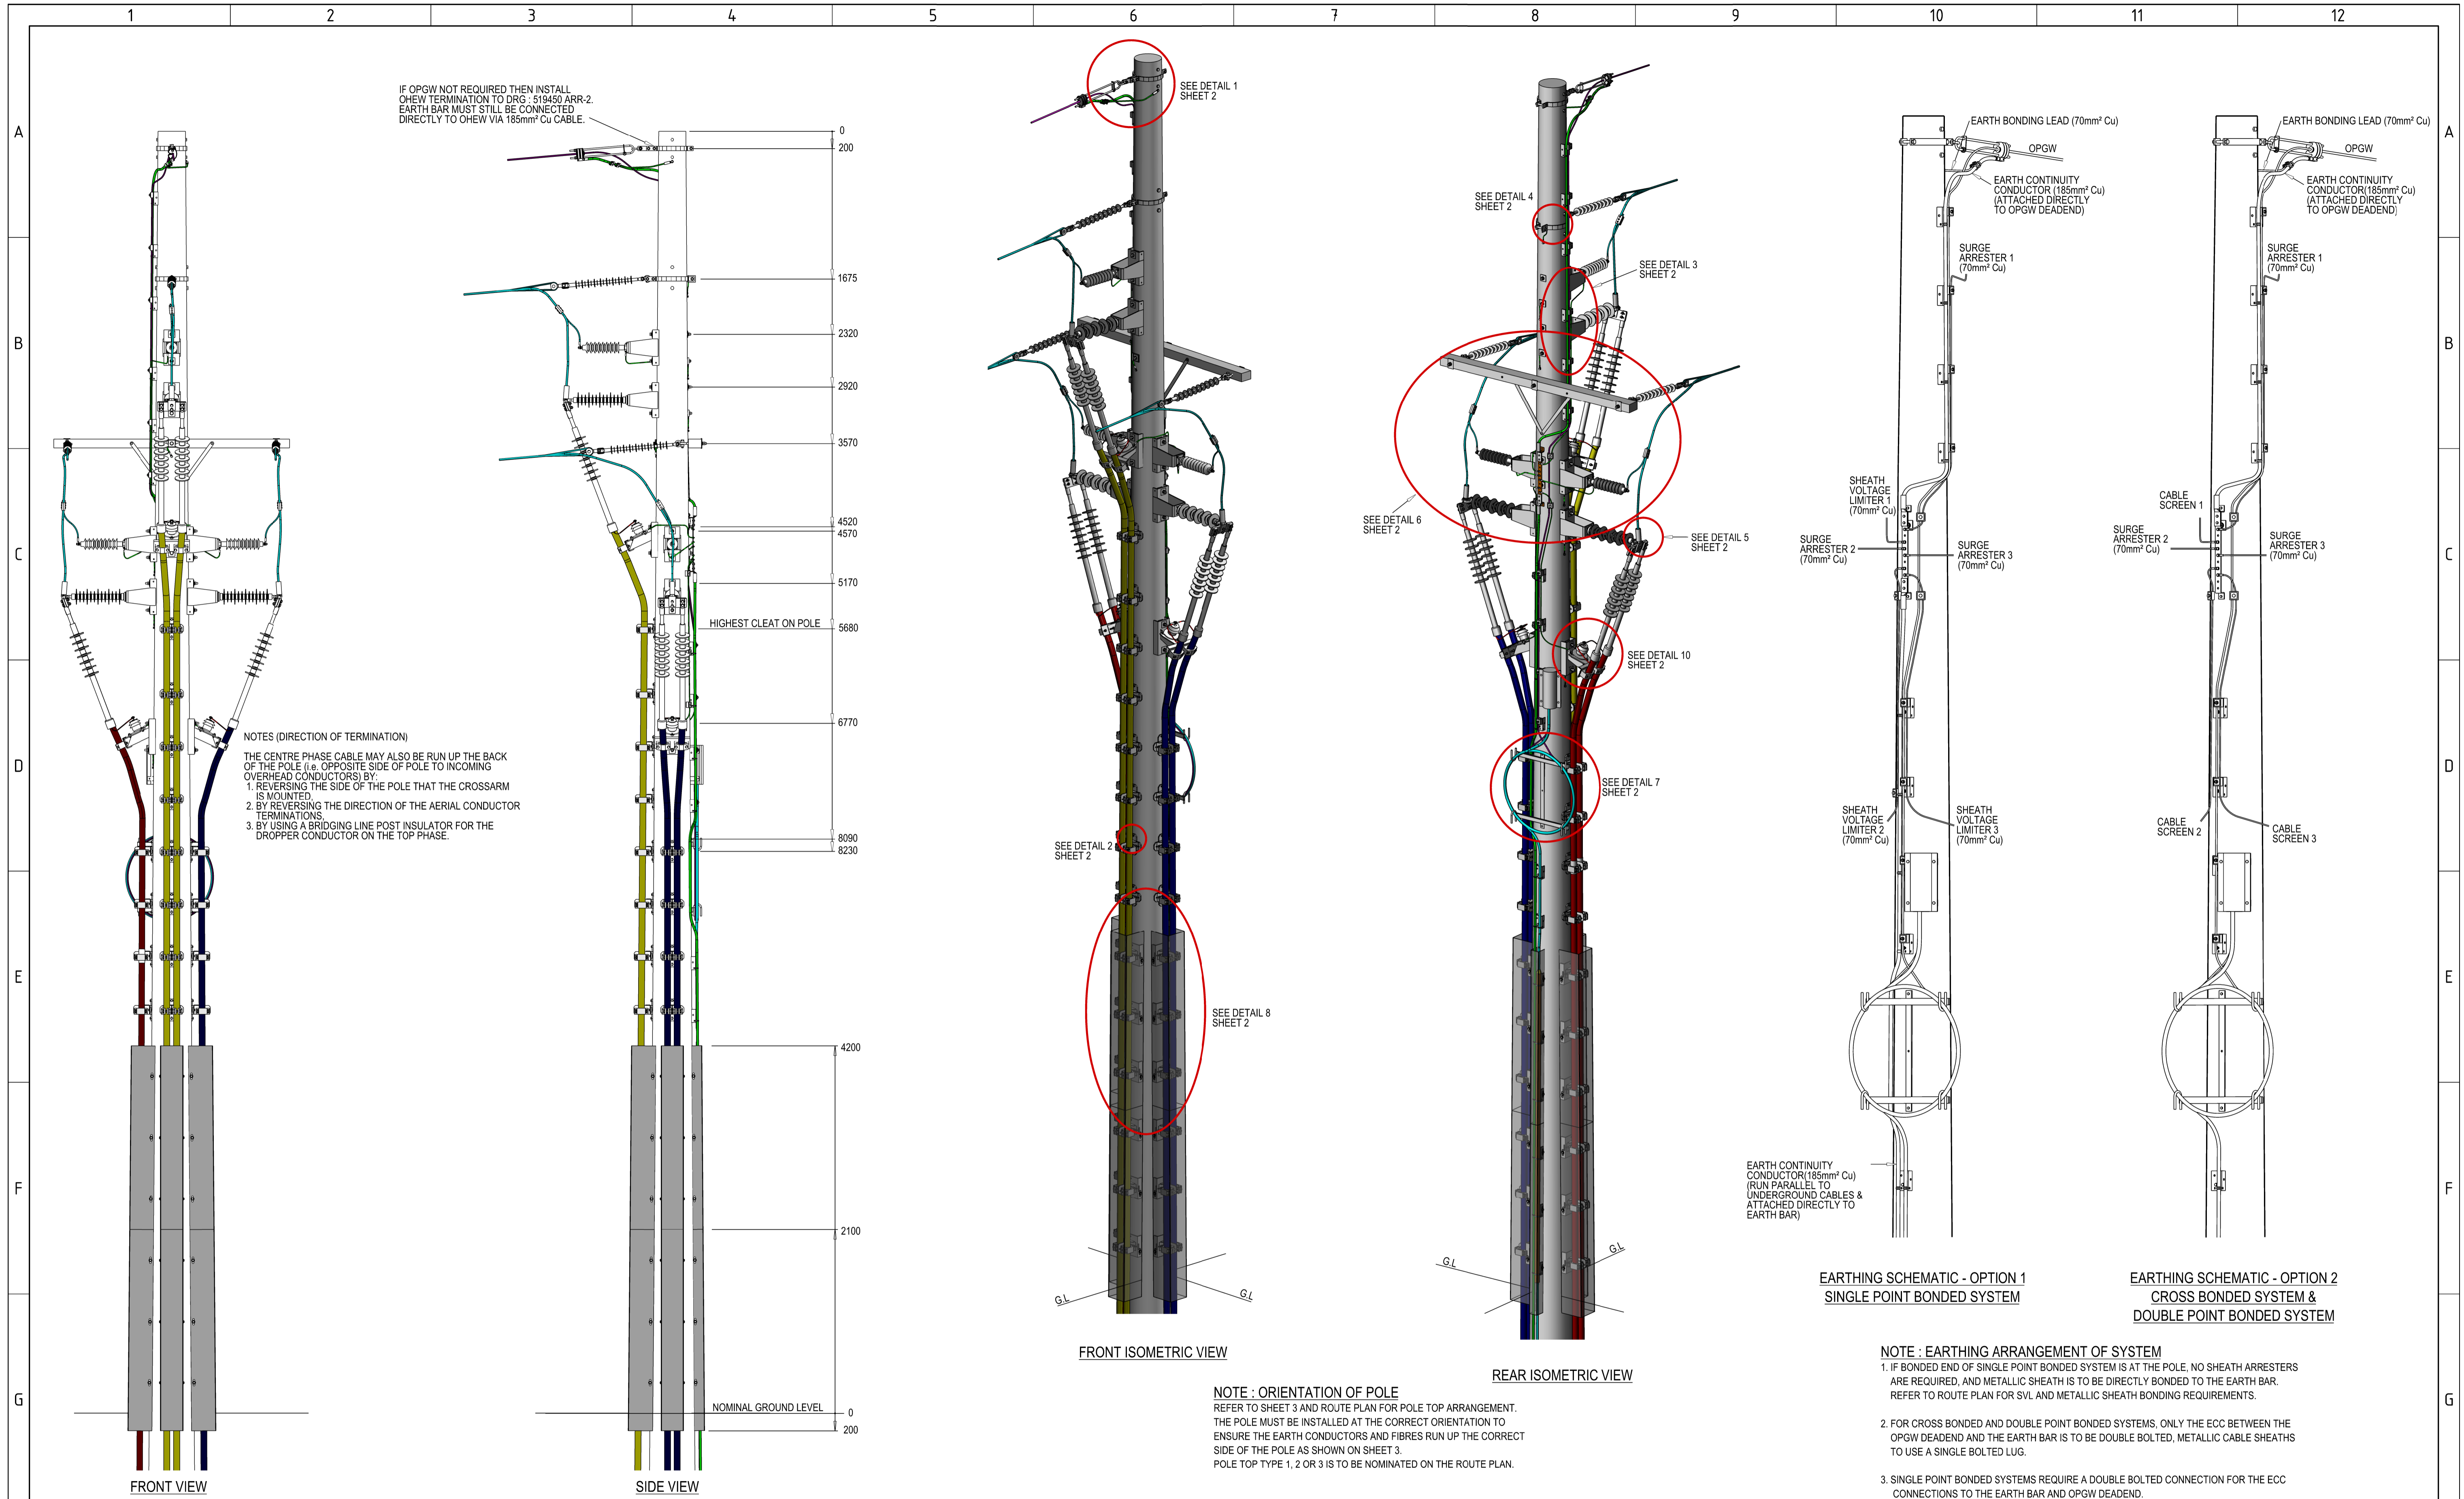 1 2 3 4 5 6 7 8 9 10 11 12
A
B
C
D
E
F
G
A
B
C
D
E
F
G
IF OPGW NOT REQUIRED THEN INSTALL
OHEW TERMINATION TO DRG : 519450 ARR-2.
EARTH BAR MUST STILL BE CONNECTED
DIRECTLY TO OHEW VIA 185mm² Cu CABLE.
NOTES (DIRECTION OF TERMINATION)
THE CENTRE PHASE CABLE MAY ALSO BE RUN UP THE BACK
OF THE POLE (i.e. OPPOSITE SIDE OF POLE TO INCOMING
OVERHEAD CONDUCTORS) BY:
1. REVERSING THE SIDE OF THE POLE THAT THE CROSSARM
IS MOUNTED,
2. BY REVERSING THE DIRECTION OF THE AERIAL CONDUCTOR
TERMINATIONS,
3. BY USING A BRIDGING LINE POST INSULATOR FOR THE
DROPPER CONDUCTOR ON THE TOP PHASE.
FRONT VIEW
0
200
1675
2320
2920
3570
4520
4570
5170
HIGHEST CLEAT ON POLE
5680
6770
8090
8230
4200
2100
NOMINAL GROUND LEVEL
0
200
SIDE VIEW
SEE DETAIL 1
SHEET 2
SEE DETAIL 2
SHEET 2
SEE DETAIL 8
SHEET 2
G.L
G.L
FRONT ISOMETRIC VIEW
SEE DETAIL 4
SHEET 2
SEE DETAIL 3
SHEET 2
SEE DETAIL 6
SHEET 2
SEE DETAIL 5
SHEET 2
SEE DETAIL 10
SHEET 2
SEE DETAIL 7
SHEET 2
G.L
G.L
REAR ISOMETRIC VIEW
NOTE : ORIENTATION OF POLE
REFER TO SHEET 3 AND ROUTE PLAN FOR POLE TOP ARRANGEMENT.
THE POLE MUST BE INSTALLED AT THE CORRECT ORIENTATION TO
ENSURE THE EARTH CONDUCTORS AND FIBRES RUN UP THE CORRECT
SIDE OF THE POLE AS SHOWN ON SHEET 3.
POLE TOP TYPE 1, 2 OR 3 IS TO BE NOMINATED ON THE ROUTE PLAN.
EARTH BONDING LEAD (70mm² Cu)
OPGW
EARTH CONTINUITY
CONDUCTOR (185mm² Cu)
(ATTACHED DIRECTLY
TO OPGW DEADEND)
SURGE
ARRESTER 1
(70mm² Cu)
SHEATH
VOLTAGE
LIMITER 1
(70mm² Cu)
SURGE
ARRESTER 2
(70mm² Cu)
SURGE
ARRESTER 3
(70mm² Cu)
SHEATH
VOLTAGE
LIMITER 2
(70mm² Cu)
SHEATH
VOLTAGE
LIMITER 3
(70mm² Cu)
EARTH CONTINUITY
CONDUCTOR(185mm² Cu)
(RUN PARALLEL TO
UNDERGROUND CABLES &
ATTACHED DIRECTLY TO
EARTH BAR)
EARTHING SCHEMATIC - OPTION 1
SINGLE POINT BONDED SYSTEM
EARTH BONDING LEAD (70mm² Cu)
OPGW
EARTH CONTINUITY
CONDUCTOR(185mm² Cu)
(ATTACHED DIRECTLY
TO OPGW DEADEND)
SURGE
ARRESTER 1
(70mm² Cu)
CABLE
SCREEN 1
SURGE
ARRESTER 2
(70mm² Cu)
SURGE
ARRESTER 3
(70mm² Cu)
CABLE
SCREEN 2
CABLE
SCREEN 3
EARTHING SCHEMATIC - OPTION 2
CROSS BONDED SYSTEM &
DOUBLE POINT BONDED SYSTEM
NOTE : EARTHING ARRANGEMENT OF SYSTEM
1. IF BONDED END OF SINGLE POINT BONDED SYSTEM IS AT THE POLE, NO SHEATH ARRESTERS
ARE REQUIRED, AND METALLIC SHEATH IS TO BE DIRECTLY BONDED TO THE EARTH BAR.
REFER TO ROUTE PLAN FOR SVL AND METALLIC SHEATH BONDING REQUIREMENTS.
2. FOR CROSS BONDED AND DOUBLE POINT BONDED SYSTEMS, ONLY THE ECC BETWEEN THE
OPGW DEADEND AND THE EARTH BAR IS TO BE DOUBLE BOLTED, METALLIC CABLE SHEATHS
TO USE A SINGLE BOLTED LUG.
3. SINGLE POINT BONDED SYSTEMS REQUIRE A DOUBLE BOLTED CONNECTION FOR THE ECC
CONNECTIONS TO THE EARTH BAR AND OPGW DEADEND.